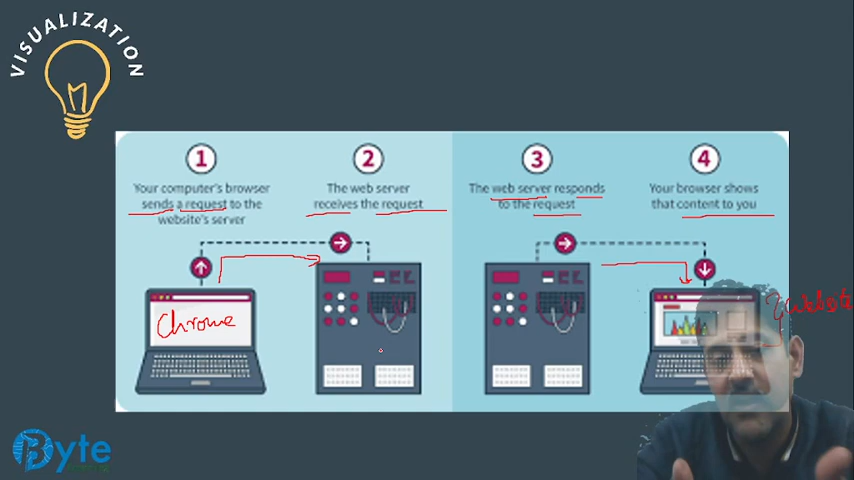 VISUALIZATION
1
Your computer's browser
sends a request to the
website's server
2
The web server
receives the request
3
The web server responds
to the request
4
Your browser shows
that content to you
Chrome
website
Byte